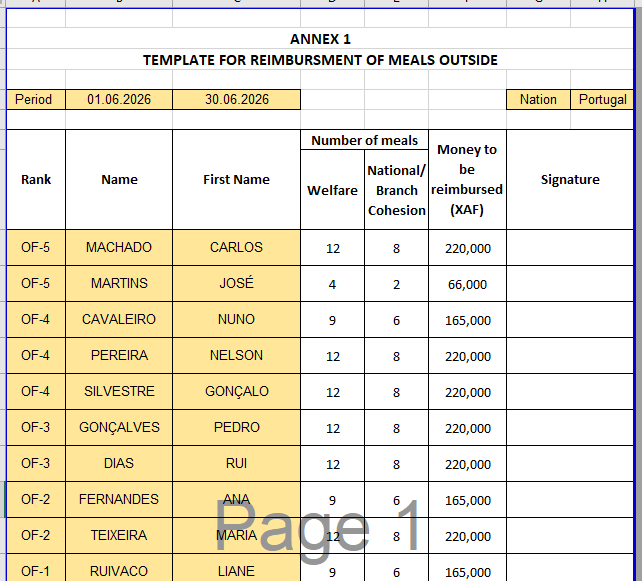 ANNEX 1
TEMPLATE FOR REIMBURSMENT OF MEALS OUTSIDE
Period 01.06.2026 30.06.2026 Nation Portugal
Rank Name First Name Number of meals Money to be reimbursed (XAF) Signature
Welfare National/ Branch Cohesion
OF-5 MACHADO CARLOS 12 8 220,000
OF-5 MARTINS JOSÉ 4 2 66,000
OF-4 CAVALEIRO NUNO 9 6 165,000
OF-4 PEREIRA NELSON 12 8 220,000
OF-4 SILVESTRE GONÇALO 12 8 220,000
OF-3 GONÇALVES PEDRO 12 8 220,000
OF-3 DIAS RUI 12 8 220,000
OF-2 FERNANDES ANA 9 6 165,000
Page 1
OF-2 TEIXEIRA MARIA 12 8 220,000
OF-1 RUIVACO LIANE 9 6 165,000